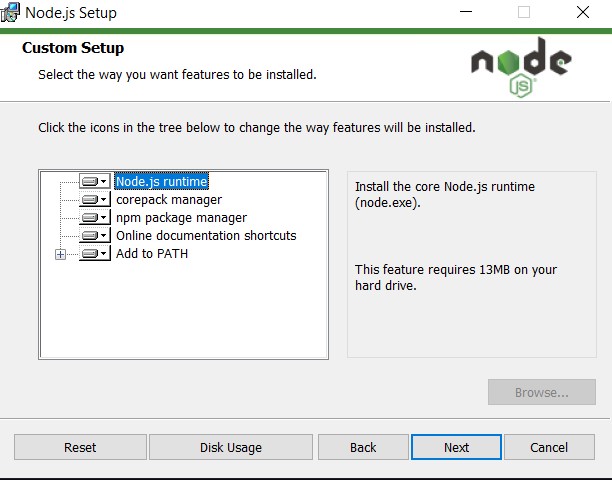 Node.js Setup
Custom Setup
Select the way you want features to be installed.
node
JS
Click the icons in the tree below to change the way features will be installed.
Node.js runtime
corepack manager
npm package manager
Online documentation shortcuts
Add to PATH
Install the core Node.js runtime
(node.exe).
This feature requires 13MB on your
hard drive.
Browse...
Reset
Disk Usage
Back
Next
Cancel